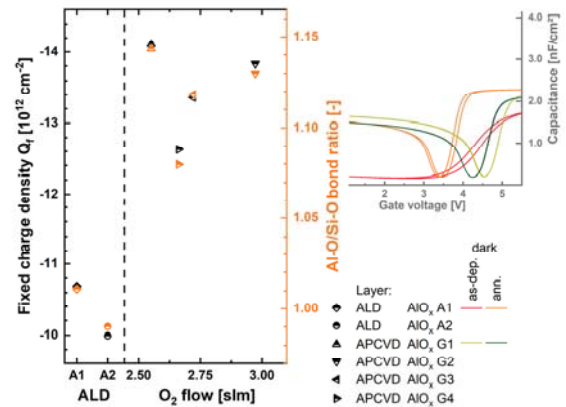 Fixed charge density Qf [10¹² cm⁻²]
-14
-13
-12
-11
-10
A1
A2
2.50
2.75
3.00
ALD
O₂ flow [slm]
1.15
1.10
1.05
1.00
Al-O/Si-O bond ratio [-]
4.0
3.0
2.0
1.0
Capacitance [nF/cm²]
2
3
4
5
Gate voltage [V]
dark
as-dep.
ann.
Layer:
ALD AlOₓ A1
ALD AlOₓ A2
APCVD AlOₓ G1
APCVD AlOₓ G2
APCVD AlOₓ G3
APCVD AlOₓ G4